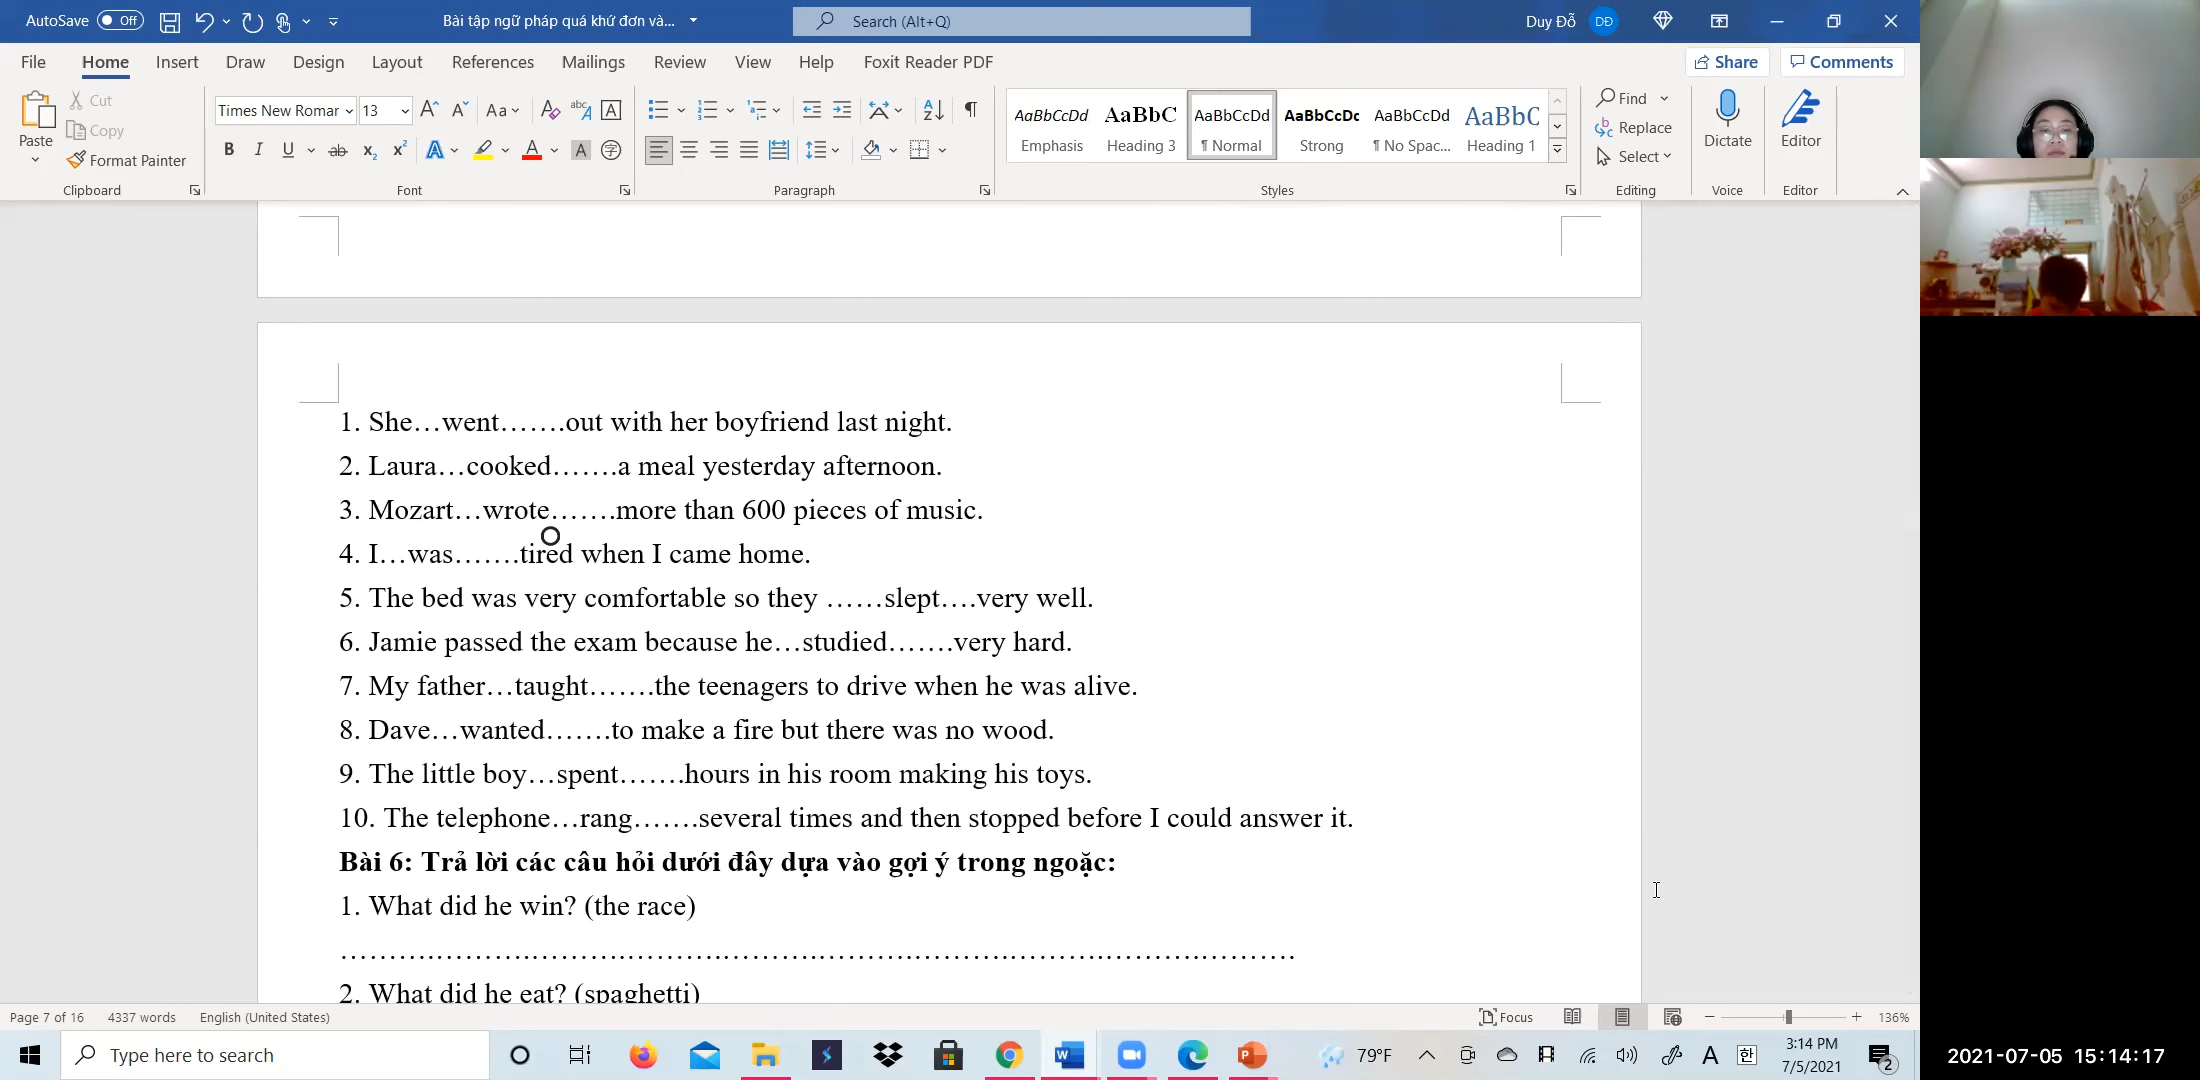 AutoSave Off Bài tập ngữ pháp quá khứ đơn và... Search (Alt+Q) Duy Đỗ DĐ
File Home Insert Draw Design Layout References Mailings Review View Help Foxit Reader PDF Share Comments
Paste Cut Copy Format Painter
Times New Romar 13 Aa
B I U ab x₂ x² A A A 字
AaBbCcDd AaBbC AaBbCcDd AaBbCcDc AaBbCcDd AaBbC
Emphasis Heading 3 ¶ Normal Strong ¶ No Spac... Heading 1
Find Replace Select
Dictate Editor
Clipboard Font Paragraph Styles Editing Voice Editor
1. She…went…….out with her boyfriend last night.
2. Laura…cooked…….a meal yesterday afternoon.
3. Mozart…wrote…….more than 600 pieces of music.
4. I…was…….tired when I came home.
5. The bed was very comfortable so they ……slept….very well.
6. Jamie passed the exam because he…studied…….very hard.
7. My father…taught…….the teenagers to drive when he was alive.
8. Dave…wanted…….to make a fire but there was no wood.
9. The little boy…spent…….hours in his room making his toys.
10. The telephone…rang…….several times and then stopped before I could answer it.
Bài 6: Trả lời các câu hỏi dưới đây dựa vào gợi ý trong ngoặc:
1. What did he win? (the race)
……….……….……….……….……….……….……….……….……….……….
2. What did he eat? (spaghetti)
Page 7 of 16 4337 words English (United States) Focus 136%
Type here to search 79°F A 한 3:14 PM 7/5/2021 2
2021-07-05 15:14:17